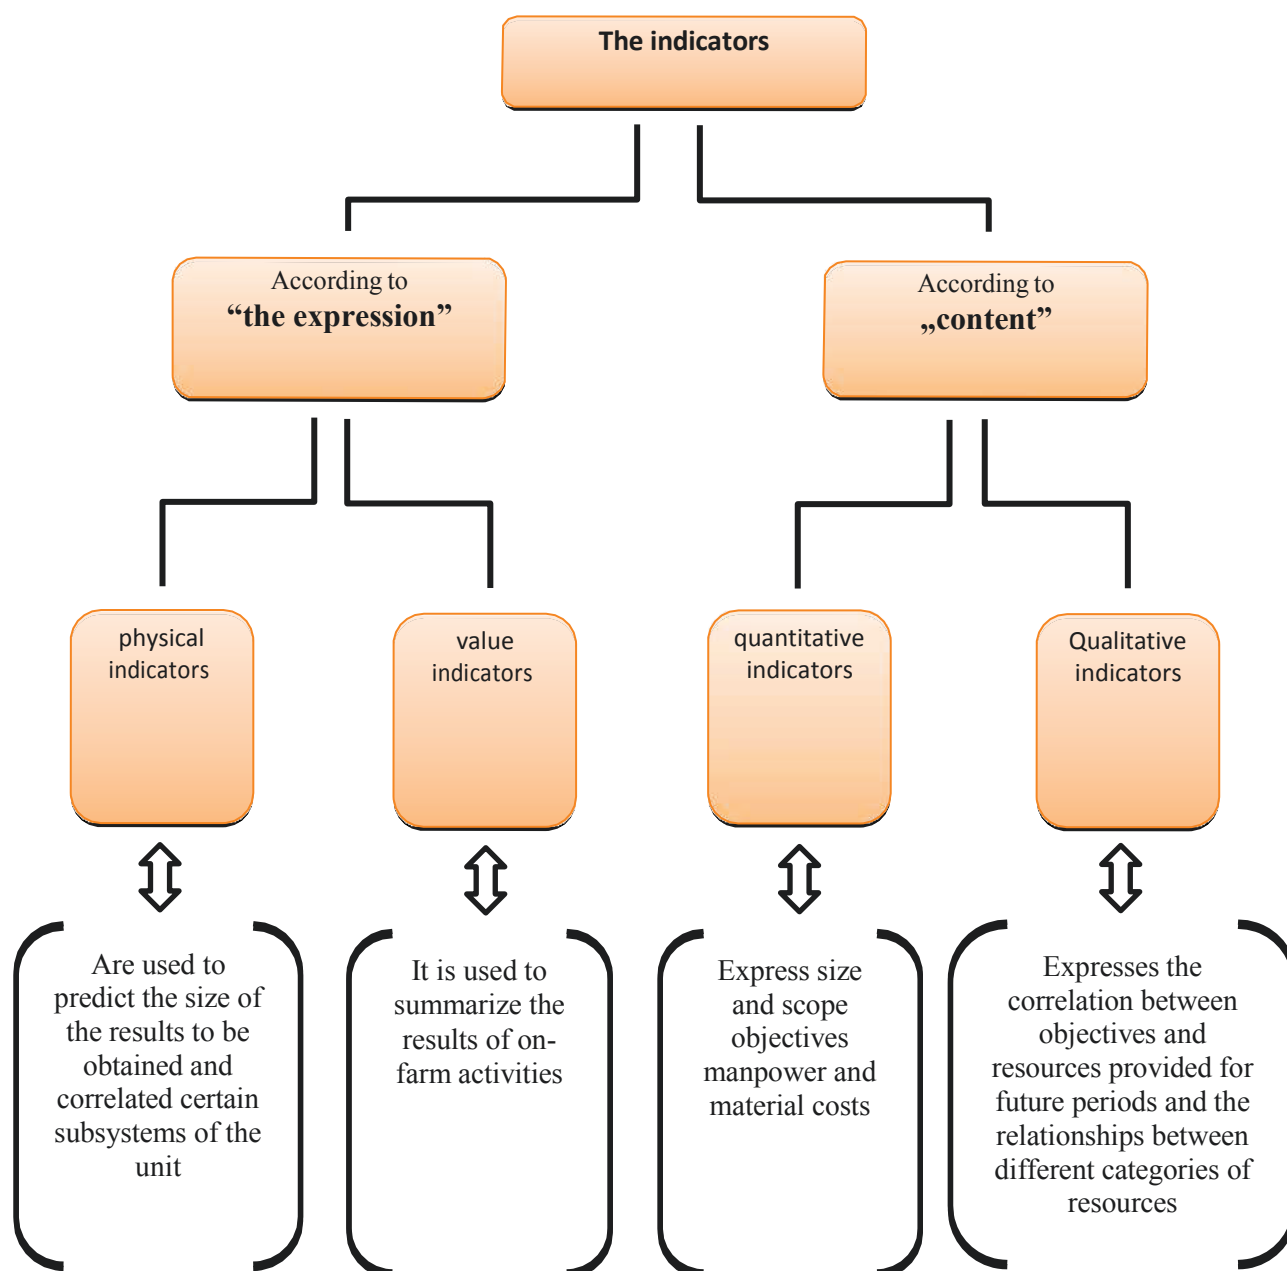 The indicators
According to
“the expression”
According to
„content”
physical
indicators
value
indicators
quantitative
indicators
Qualitative
indicators
Are used to
predict the size of
the results to be
obtained and
correlated certain
subsystems of the
unit
It is used to
summarize the
results of on-
farm activities
Express size
and scope
objectives
manpower and
material costs
Expresses the
correlation between
objectives and
resources provided for
future periods and the
relationships between
different categories of
resources